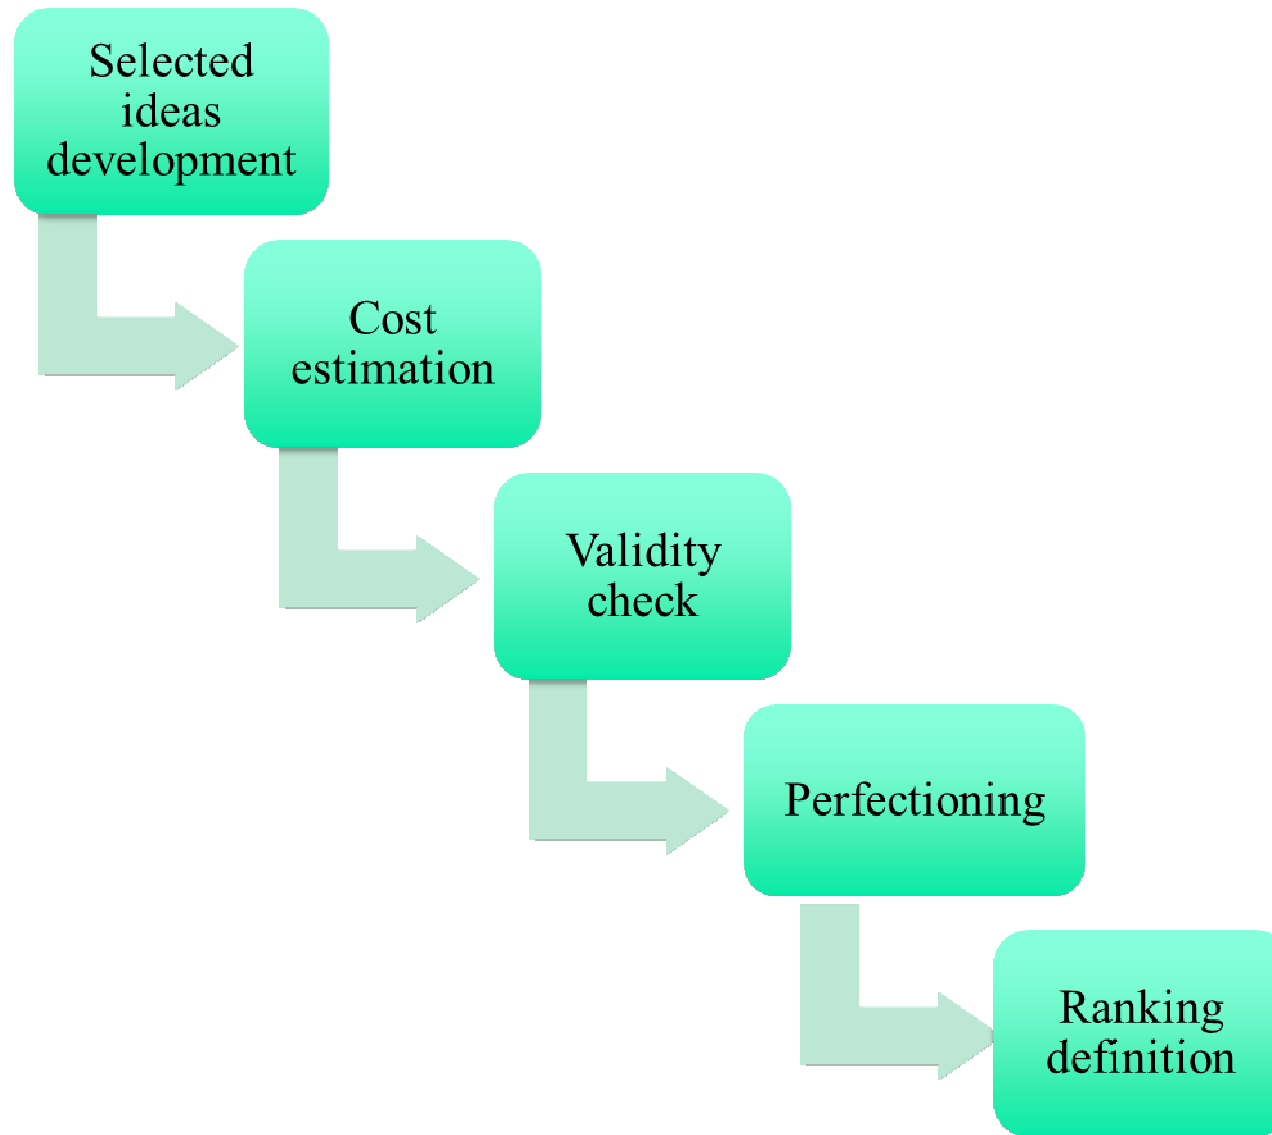 Selected
ideas
development
Cost
estimation
Validity
check
Perfectioning
Ranking
definition